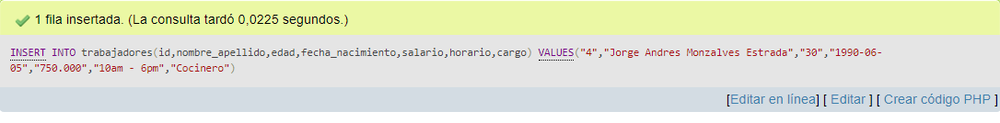 1 fila insertada. (La consulta tardó 0,0225 segundos.)
INSERT INTO trabajadores(id,nombre_apellido,edad,fecha_nacimiento,salario,horario,cargo) VALUES("4","Jorge Andres Monzalves Estrada","30","1990-06-
05","750.000","10am - 6pm","Cocinero")
[Editar en línea] [ Editar ] [ Crear código PHP ]